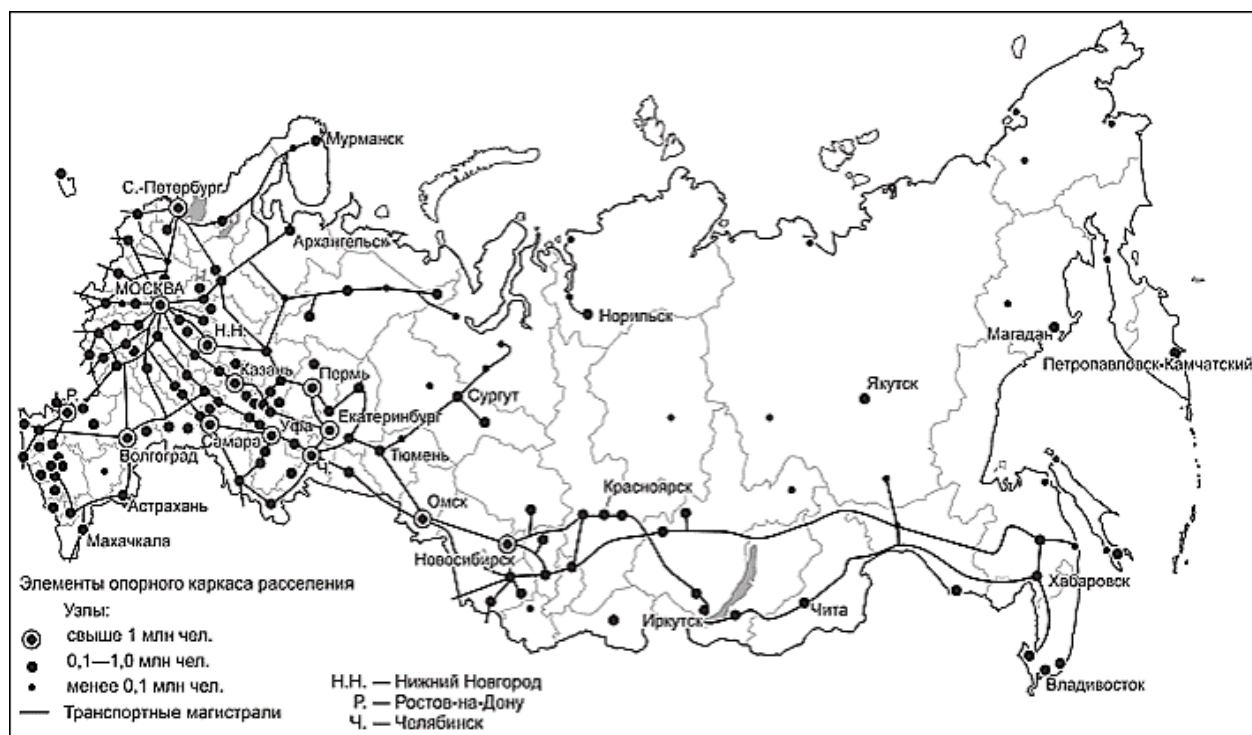 Мурманск
С.-Петербург
Архангельск
МОСКВА
Н.Н.
Норильск
Магадан
Петропавловск-Камчатский
Казань
Пермь
Якутск
Р.
Сургут
Екатеринбург
Уфа
Самара
Волгоград
Ч.
Тюмень
Красноярск
Омск
Астрахань
Махачкала
Новосибирск
Хабаровск
Чита
Иркутск
Владивосток
Элементы опорного каркаса расселения
Узлы:
свыше 1 млн чел.
0,1—1,0 млн чел.
менее 0,1 млн чел.
Транспортные магистрали
Н.Н. — Нижний Новгород
Р. — Ростов-на-Дону
Ч. — Челябинск